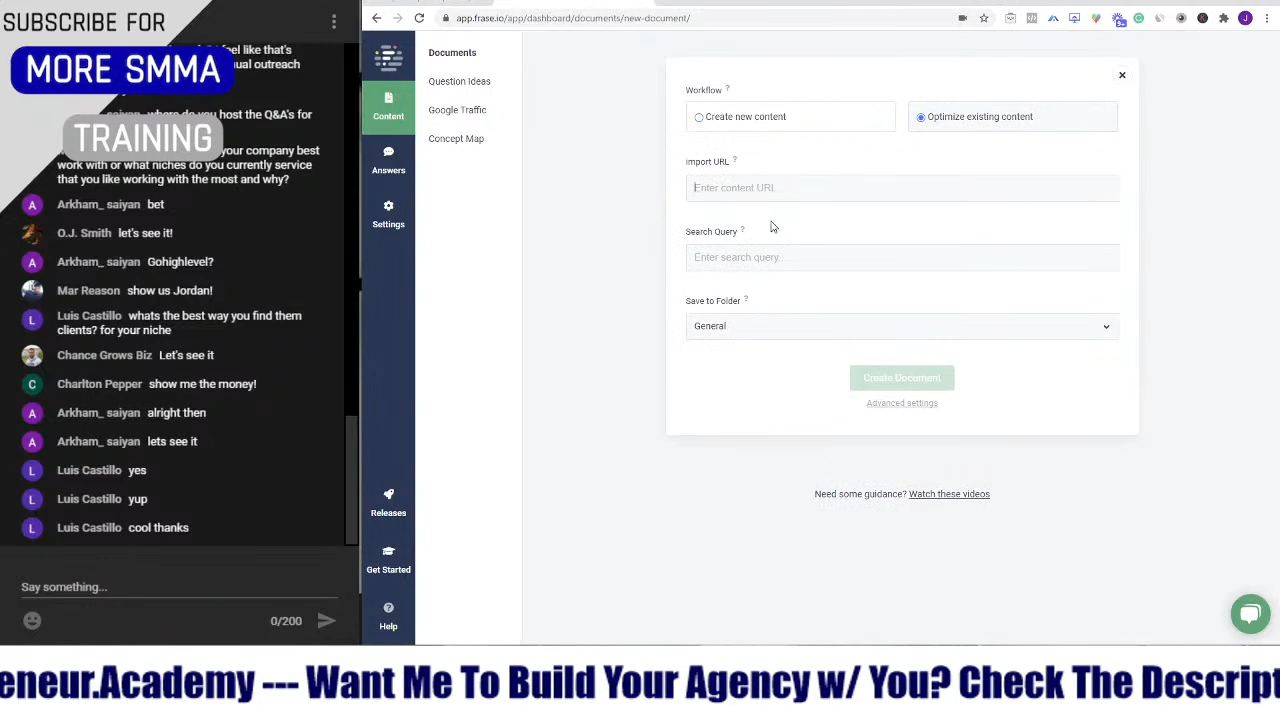 SUBSCRIBE FOR
MORE SMMA
TRAINING
feel like that's
ual outreach
saiyan where do you host the Q&A's for
your company best
work with or what niches do you currently service
that you like working with the most and why?
A Arkham_ saiyan bet
O.J. Smith let's see it!
A Arkham_ saiyan Gohighlevel?
Mar Reason show us Jordan!
L Luis Castillo whats the best way you find them
clients? for your niche
Chance Grows Biz Let's see it
C Charlton Pepper show me the money!
A Arkham_ saiyan alright then
A Arkham_ saiyan lets see it
L Luis Castillo yes
L Luis Castillo yup
L Luis Castillo cool thanks
Say something...
0/200
app.frase.io/app/dashboard/documents/new-document/
J
Content
Answers
Settings
Releases
Get Started
Help
Documents
Question Ideas
Google Traffic
Concept Map
Workflow ?
Create new content
Optimize existing content
Import URL ?
Enter content URL
Search Query ?
Enter search query...
Save to Folder ?
General
Create Document
Advanced settings
Need some guidance? Watch these videos
eneur.Academy --- Want Me To Build Your Agency w/ You? Check The Descript